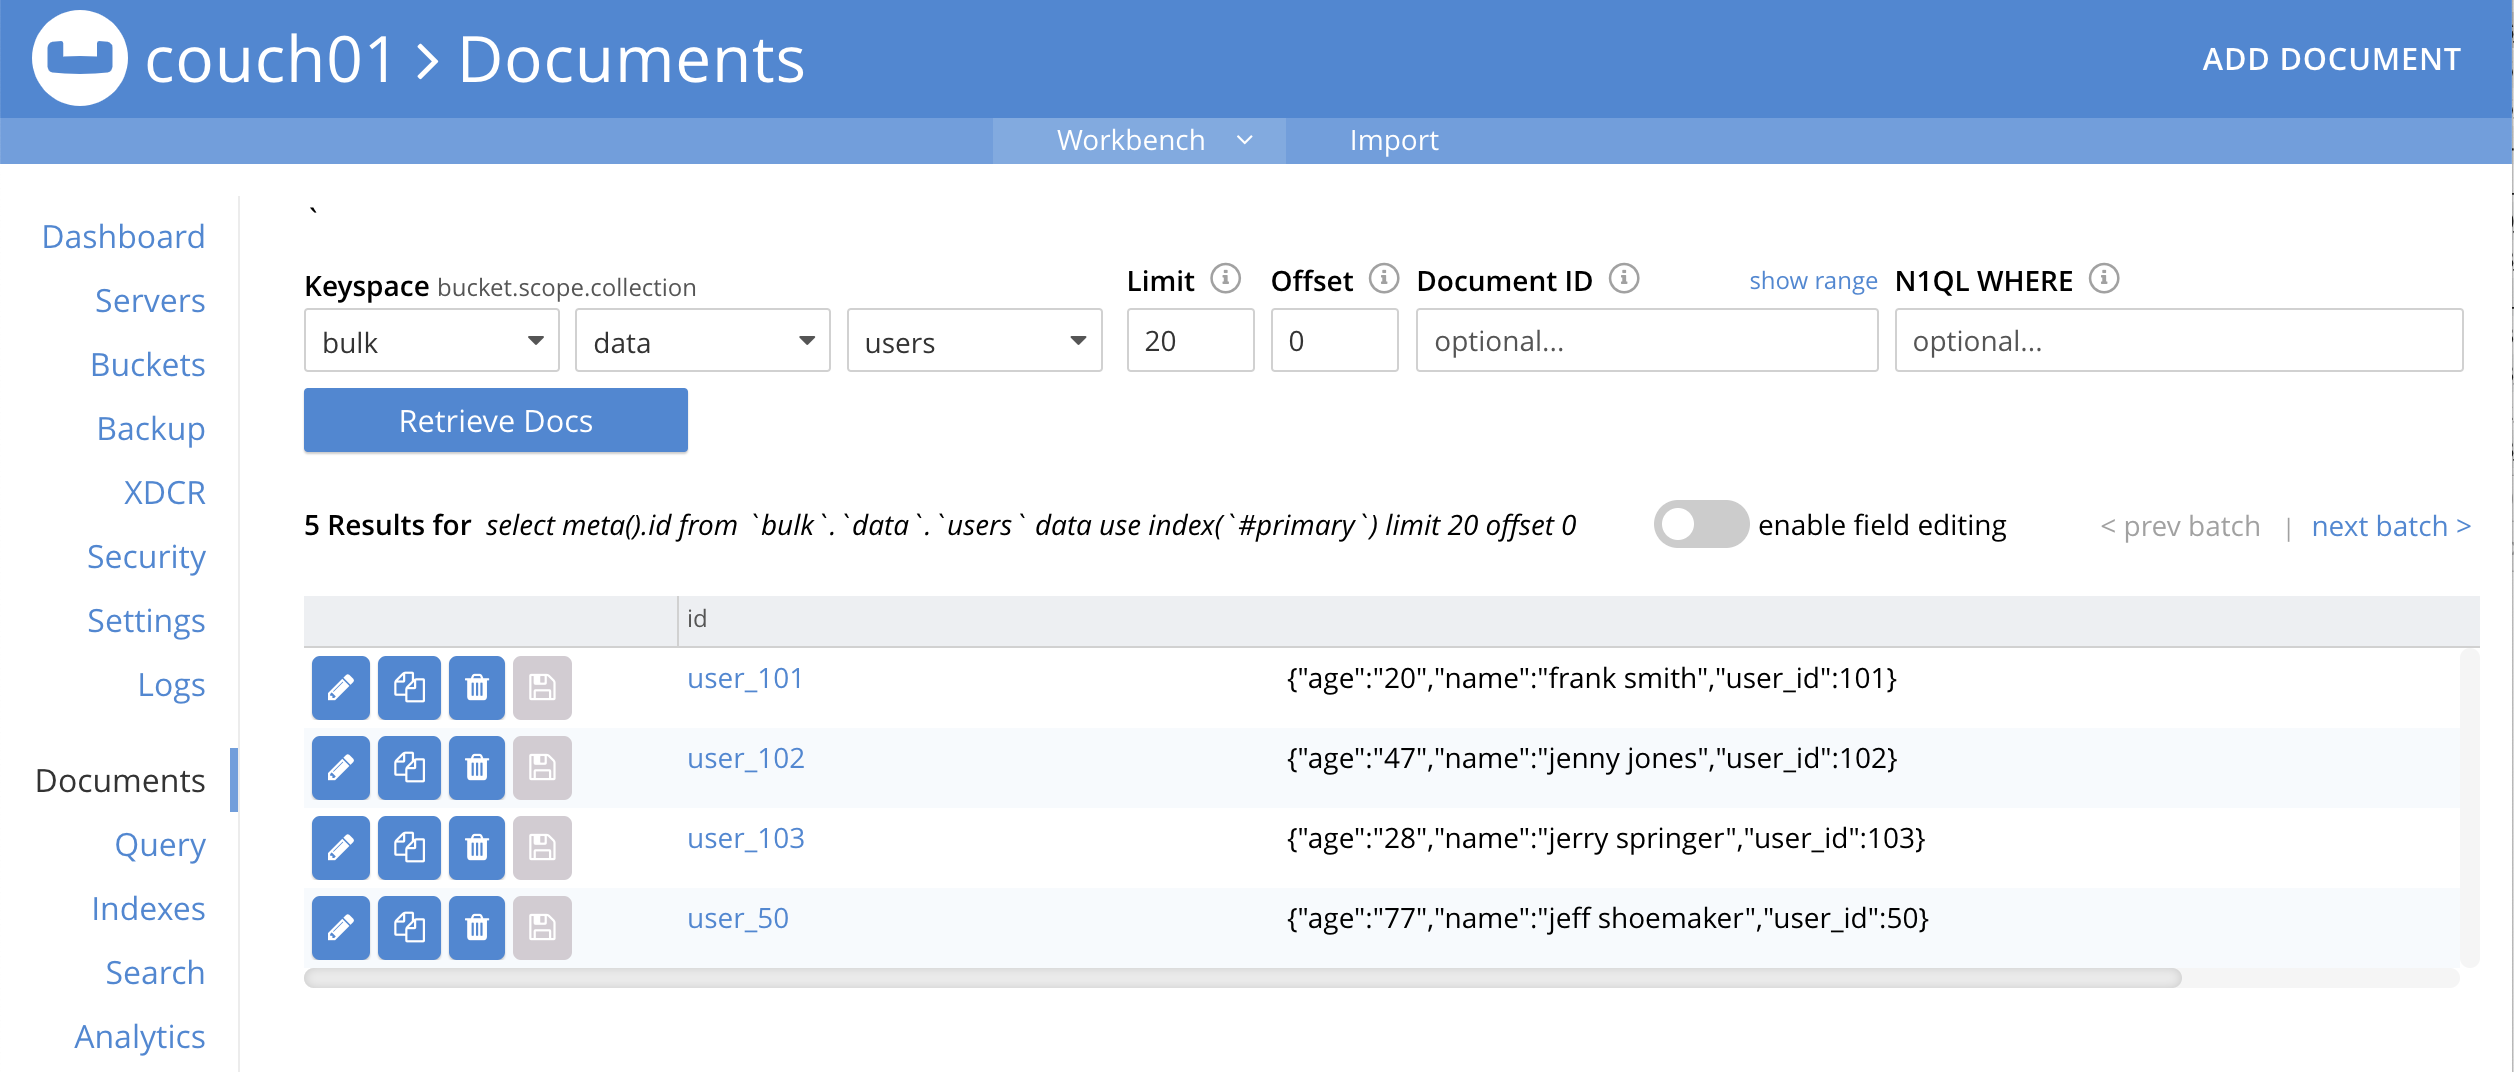 couch01 > Documents
ADD DOCUMENT
Workbench
Import
Dashboard
Servers
Buckets
Backup
XDCR
Security
Settings
Logs
Documents
Query
Indexes
Search
Analytics
`
Keyspace bucket.scope.collection
Limit
Offset
Document ID
show range
N1QL WHERE
bulk
data
users
20
0
optional...
optional...
Retrieve Docs
5 Results for select meta().id from `bulk`.`data`.`users` data use index(`#primary`) limit 20 offset 0
enable field editing
< prev batch | next batch >
id
user_101 {"age":"20","name":"frank smith","user_id":101}
user_102 {"age":"47","name":"jenny jones","user_id":102}
user_103 {"age":"28","name":"jerry springer","user_id":103}
user_50 {"age":"77","name":"jeff shoemaker","user_id":50}